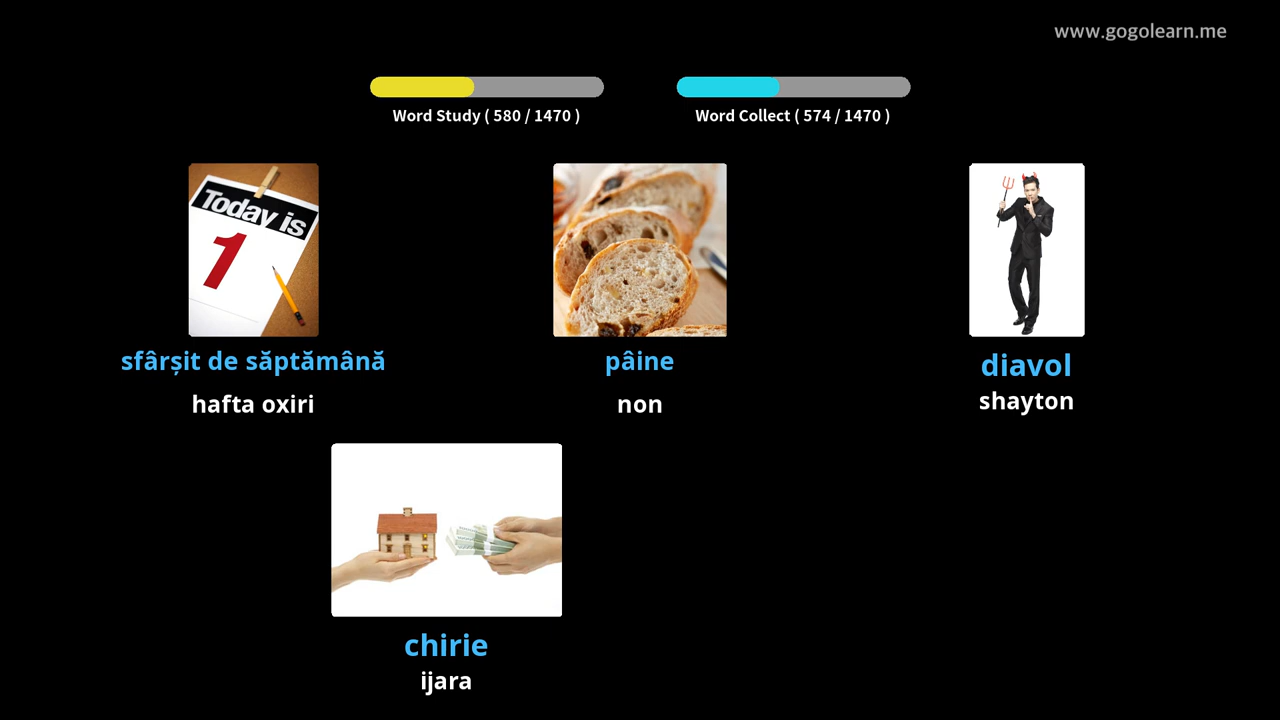 www.gogolearn.me
Word Study ( 580 / 1470 )
Word Collect ( 574 / 1470 )
Today is
1
sfârșit de săptămână
hafta oxiri
pâine
non
diavol
shayton
chirie
ijara